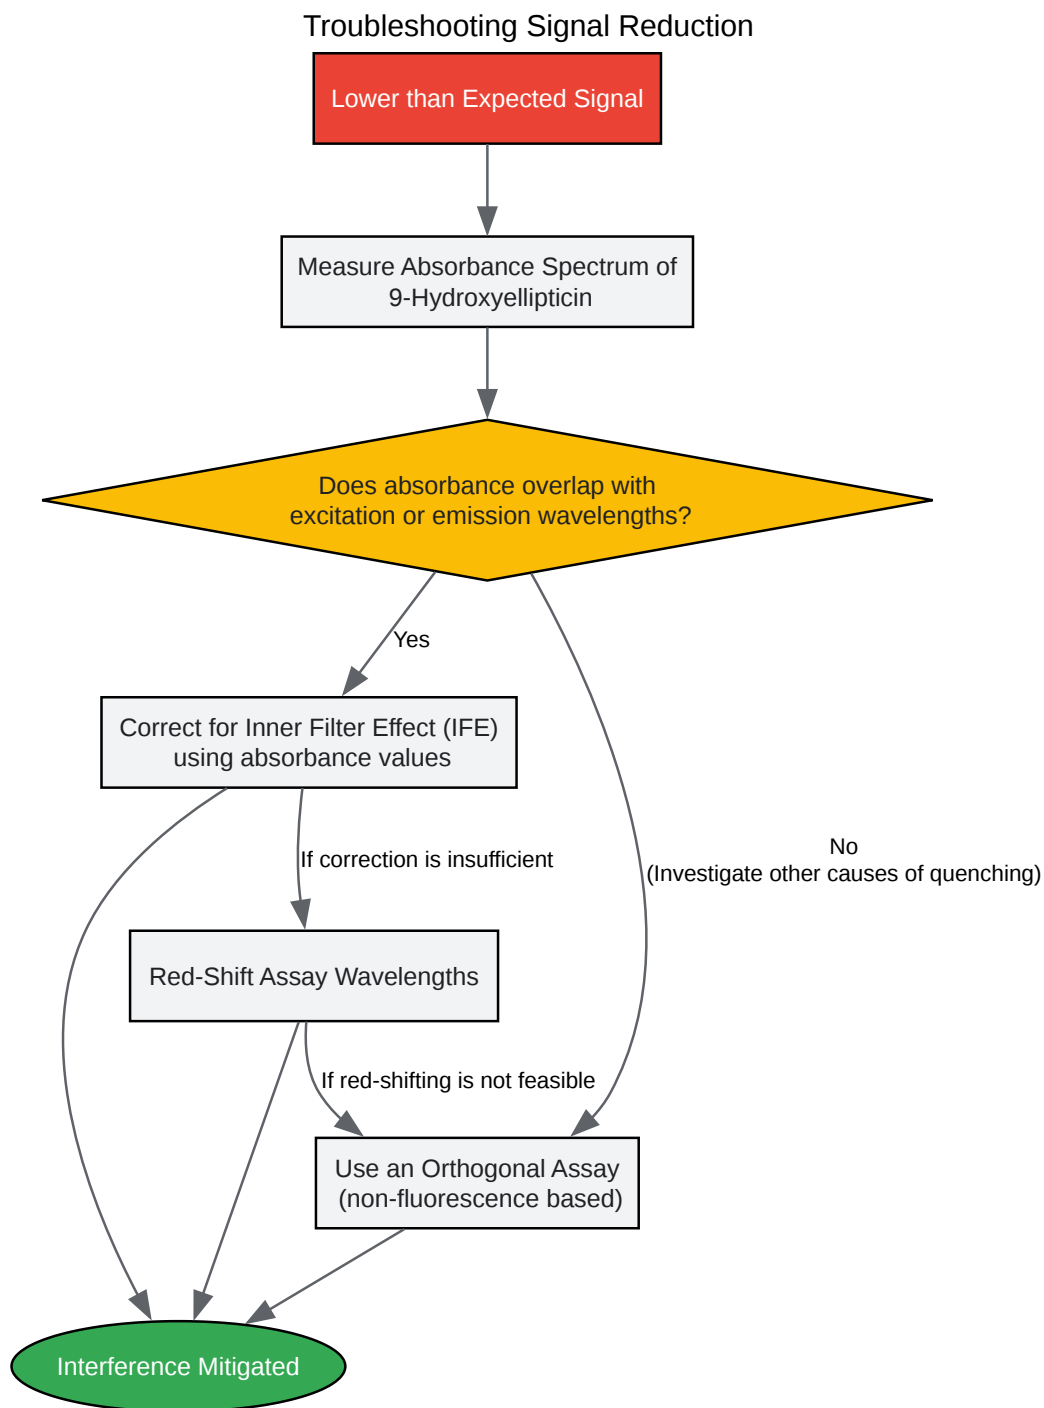 Troubleshooting Signal Reduction
Lower than Expected Signal
Measure Absorbance Spectrum of
9-Hydroxyellipticin
Does absorbance overlap with
excitation or emission wavelengths?
Yes
Correct for Inner Filter Effect (IFE)
using absorbance values
If correction is insufficient
No
(Investigate other causes of quenching)
Red-Shift Assay Wavelengths
If red-shifting is not feasible
Use an Orthogonal Assay
(non-fluorescence based)
Interference Mitigated